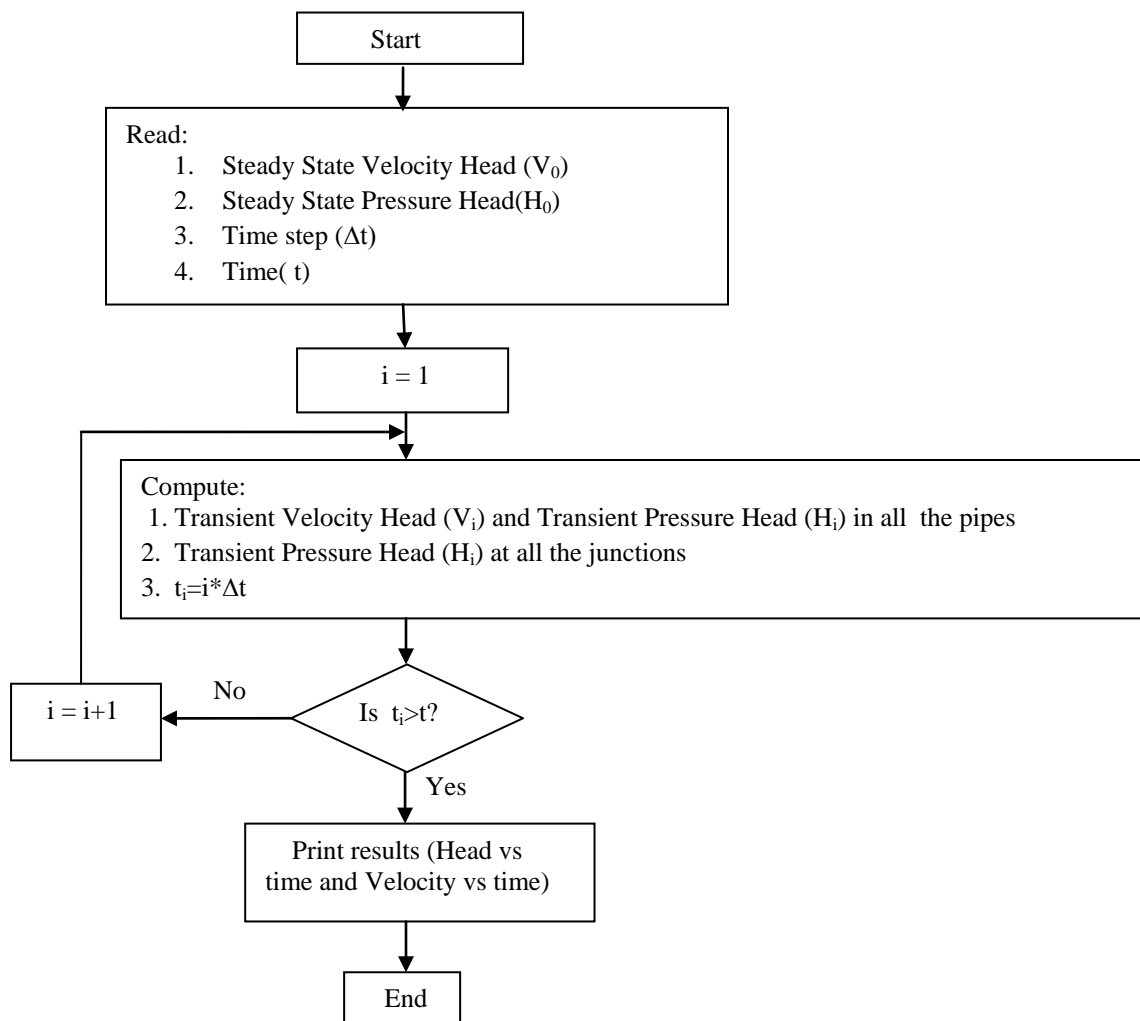 Start
Read:
1. Steady State Velocity Head (V₀)
2. Steady State Pressure Head(H₀)
3. Time step (Δt)
4. Time( t)
i = 1
Compute:
1. Transient Velocity Head (Vᵢ) and Transient Pressure Head (Hᵢ) in all the pipes
2. Transient Pressure Head (Hᵢ) at all the junctions
3. tᵢ=i*Δt
No
i = i+1
Is tᵢ>t?
Yes
Print results (Head vs
time and Velocity vs time)
End